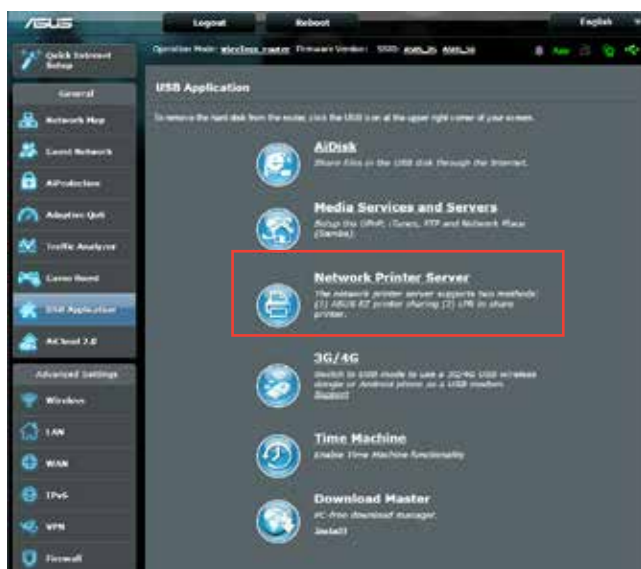 ASUS
Logout
Reboot
English
Quick Internet
Setup
Operation Mode: Wireless router Firmware Version: SSID:
App
General
Network Map
Guest Network
AiProtection
Adaptive QoS
Traffic Analyzer
Game Boost
USB Application
AiCloud 2.0
Advanced Settings
Wireless
LAN
WAN
IPv6
VPN
Firewall
USB Application
To remove the hard disk from the router, click the USB icon at the upper right corner of your screen.
AiDisk
Share files in the USB disk through the Internet.
Media Services and Servers
Setup the UPnP, iTunes, FTP and Network Place
(Samba).
Network Printer Server
The network printer server supports two methods:
(1) ASUS EZ printer sharing (2) LPR to share
printer.
3G/4G
Switch to USB mode to use a 3G/4G USB wireless
dongle or Android phone as a USB modem.
Support
Time Machine
Enable Time Machine functionality
Download Master
PC-free download manager.
Install